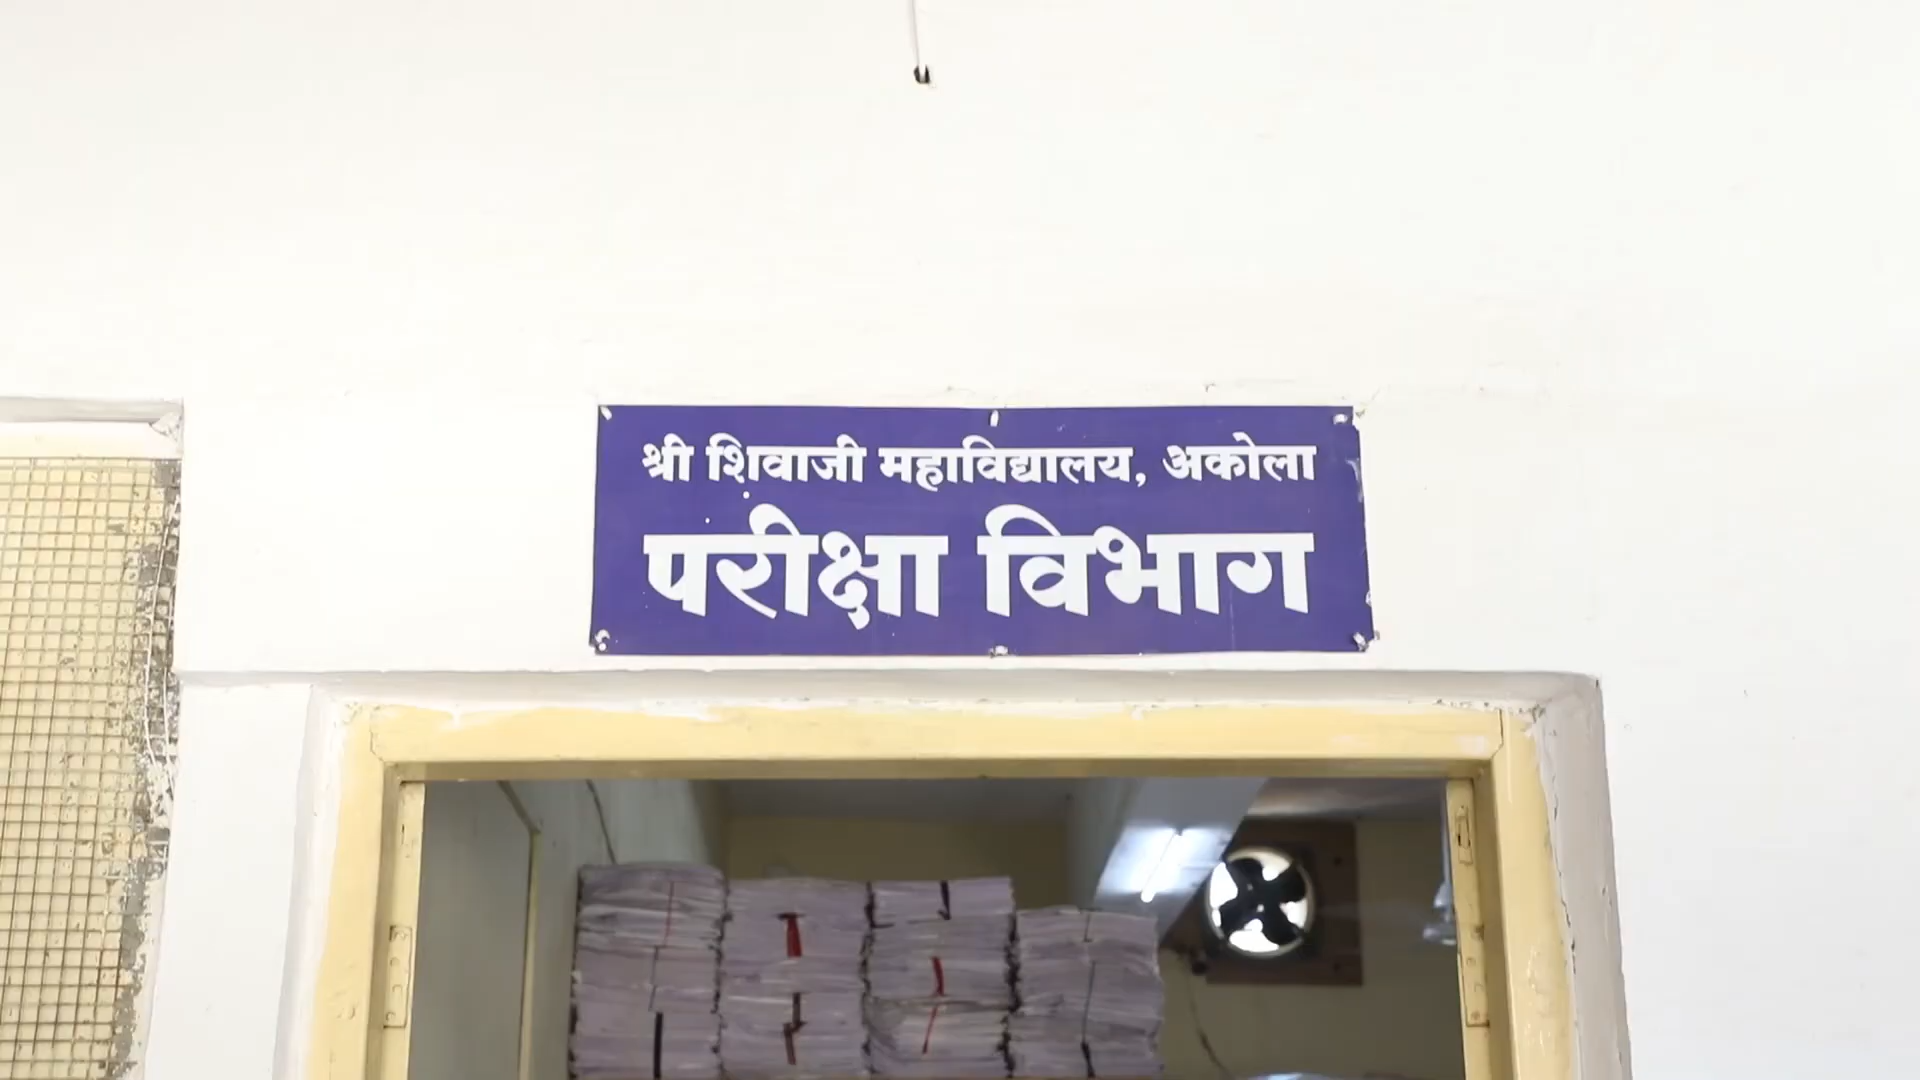 श्री शिवाजी महाविद्यालय, अकोला
परीक्षा विभाग